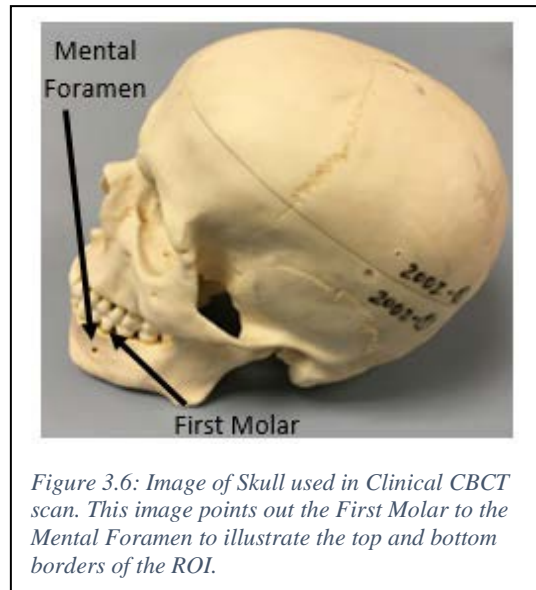 Mental
Foramen
2002-0
2002-0
First Molar
Figure 3.6: Image of Skull used in Clinical CBCT
scan. This image points out the First Molar to the
Mental Foramen to illustrate the top and bottom
borders of the ROI.